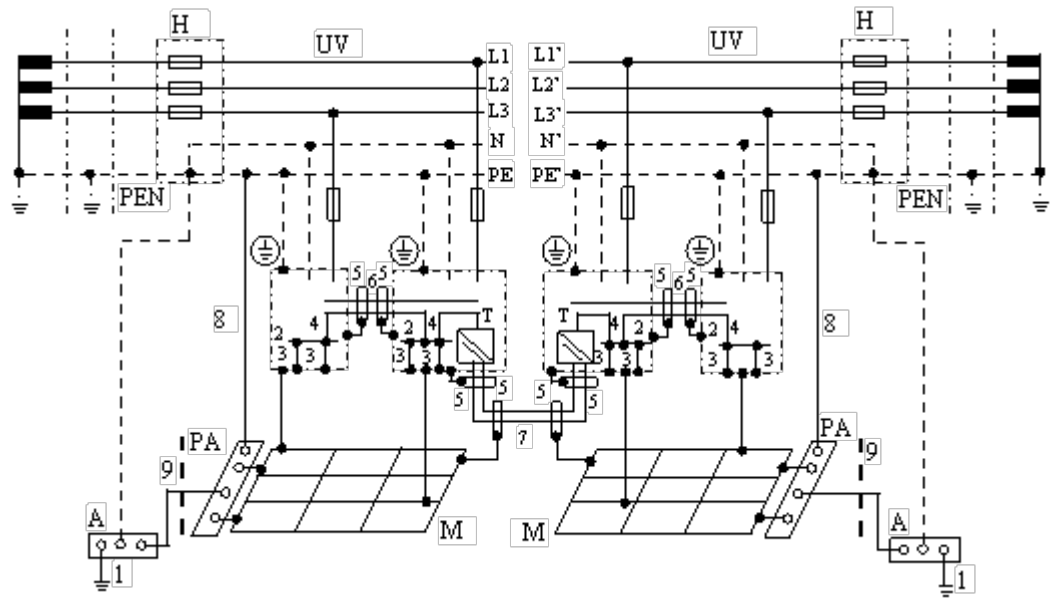 H H
UV UV
L1 L1'
L2 L2'
L3 L3'
N N'
PE PE'
PEN PEN
5 6 5 5 6 5
8 2 4 4 T T 4 2 4 8
3 3 3 3 3 3 3 3
5 5 5 5
7
PA PA
9 9
A M M A
1 1